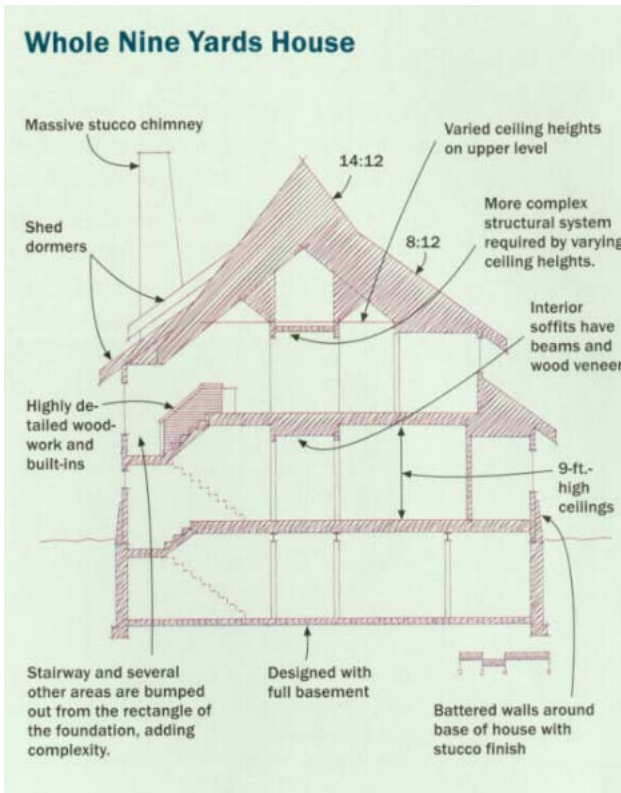 Whole Nine Yards House
Massive stucco chimney
Varied ceiling heights
on upper level
14:12
More complex
structural system
required by varying
ceiling heights.
Shed
dormers
8:12
Interior
soffits have
beams and
wood veneer
Highly de-
tailed wood-
work and
built-ins
9-ft.-
high
ceilings
Stairway and several
other areas are bumped
out from the rectangle of
the foundation, adding
complexity.
Designed with
full basement
0 2 4 8
Battered walls around
base of house with
stucco finish